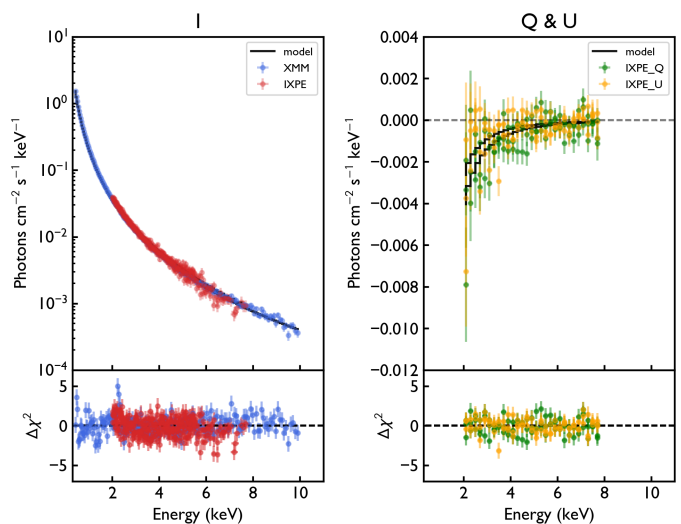 I
Photons cm⁻² s⁻¹ keV⁻¹
10¹
10⁰
10⁻¹
10⁻²
10⁻³
10⁻⁴
model
XMM
IXPE
Δχ²
5
0
−5
2 4 6 8 10
Energy (keV)
Q & U
Photons cm⁻² s⁻¹ keV⁻¹
0.004
0.002
0.000
−0.002
−0.004
−0.006
−0.008
−0.010
−0.012
model
IXPE_Q
IXPE_U
Δχ²
5
0
−5
2 4 6 8 10
Energy (keV)